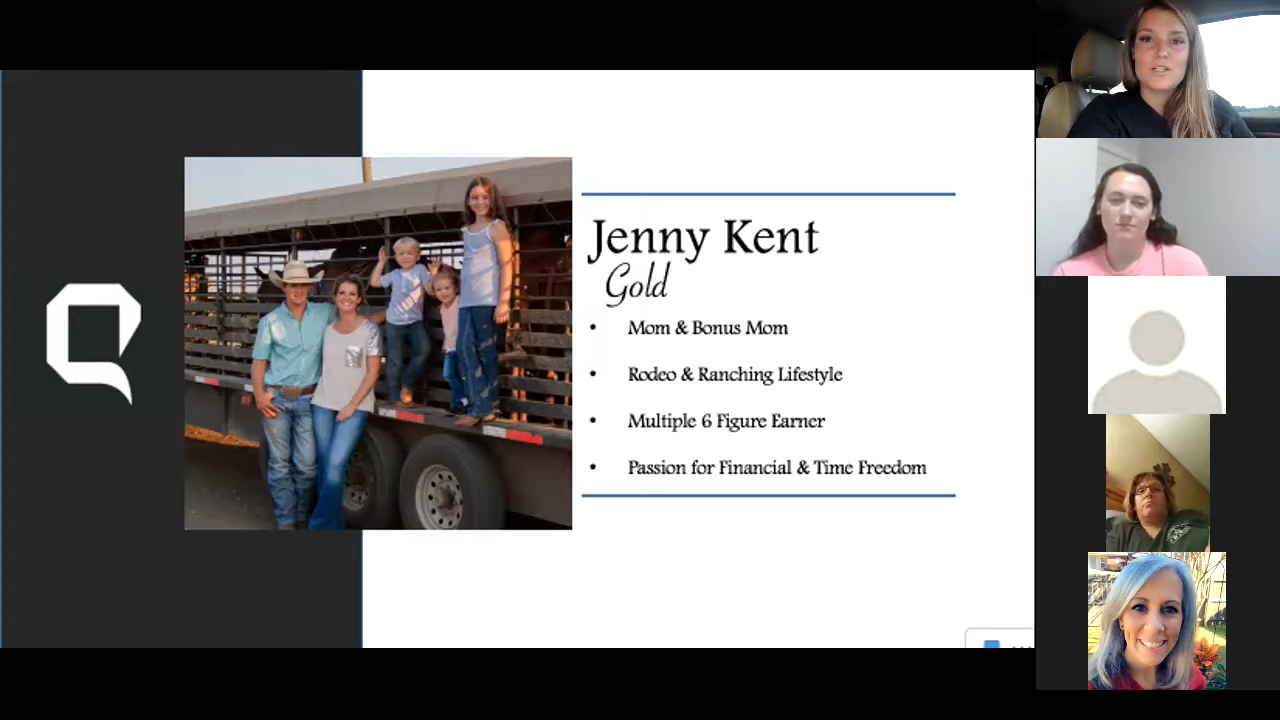 Jenny Kent
Gold
• Mom & Bonus Mom
• Rodeo & Ranching Lifestyle
• Multiple 6 Figure Earner
• Passion for Financial & Time Freedom